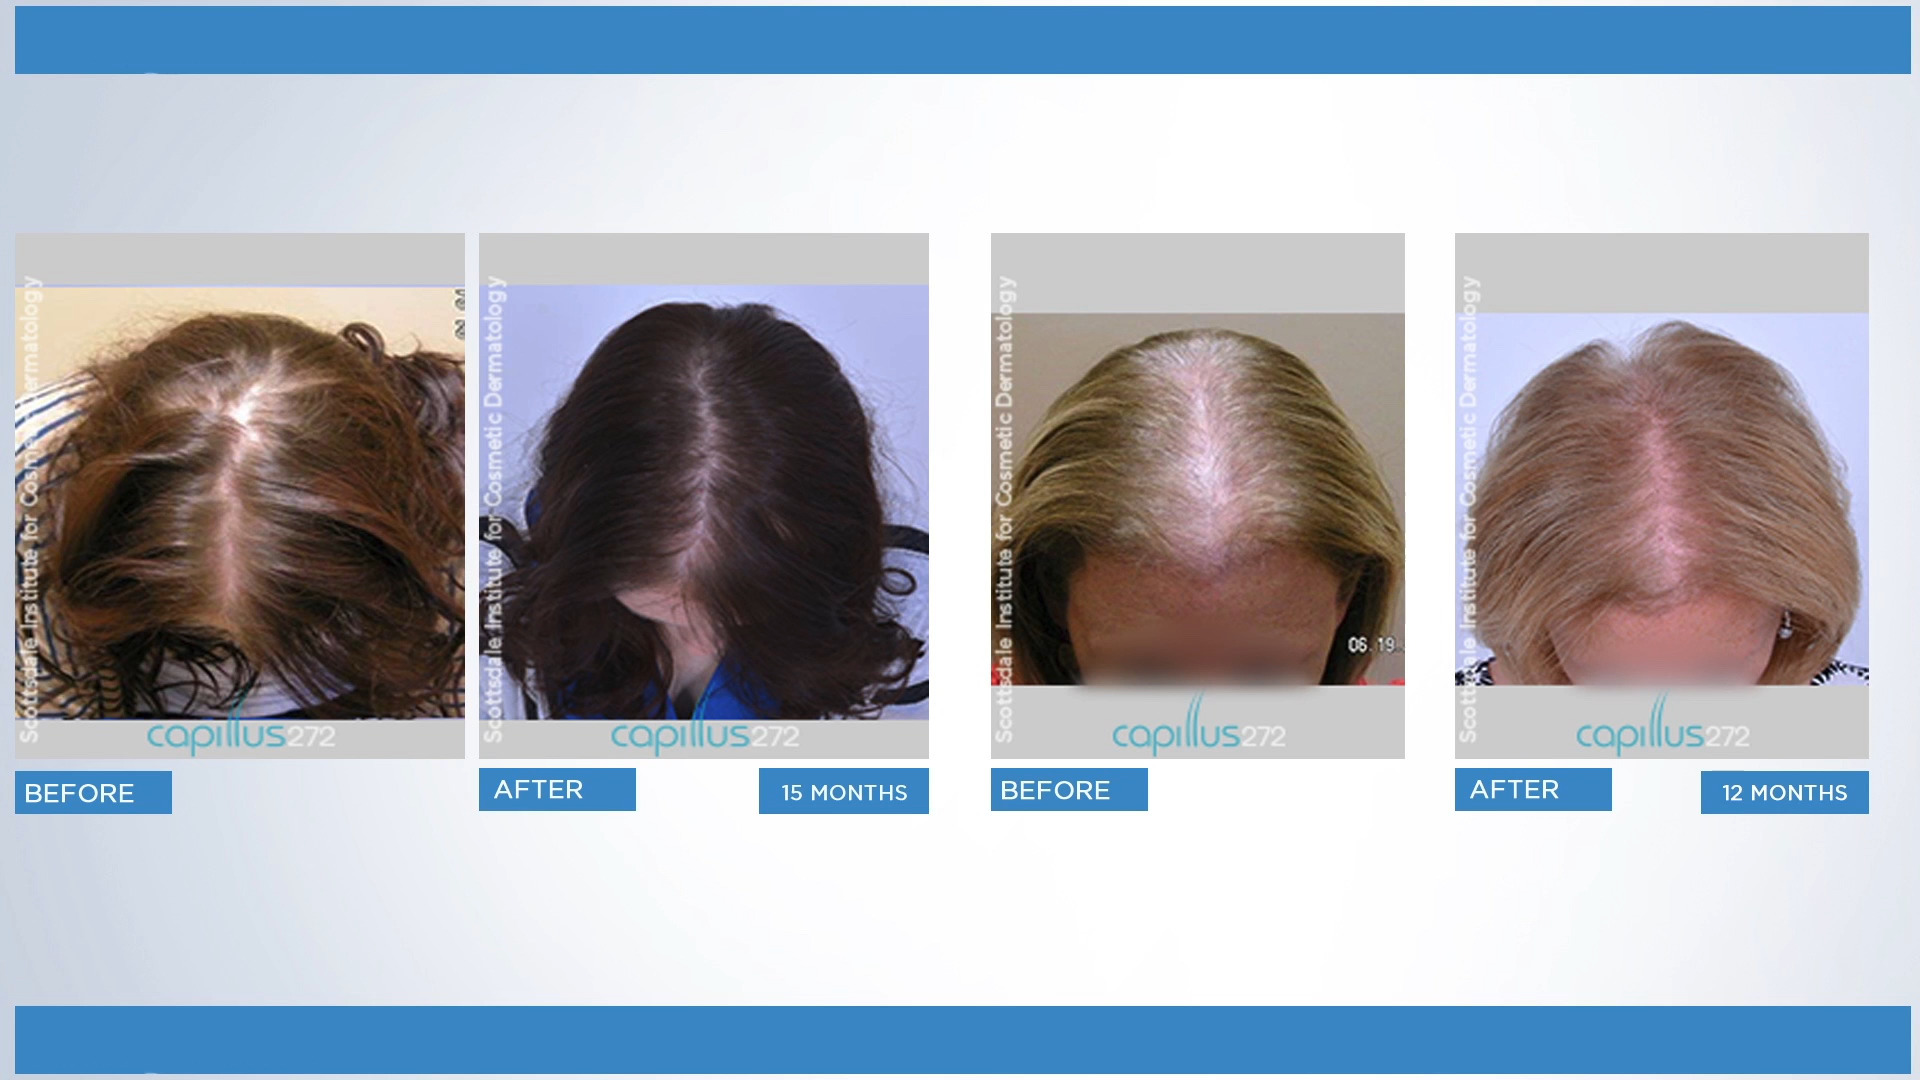 Scottsdale Institute for Cosmetic Dermatology
capillus272
BEFORE
Scottsdale Institute for Cosmetic Dermatology
capillus272
AFTER
15 MONTHS
Scottsdale Institute for Cosmetic Dermatology
06.19
capillus272
BEFORE
Scottsdale Institute for Cosmetic Dermatology
capillus272
AFTER
12 MONTHS